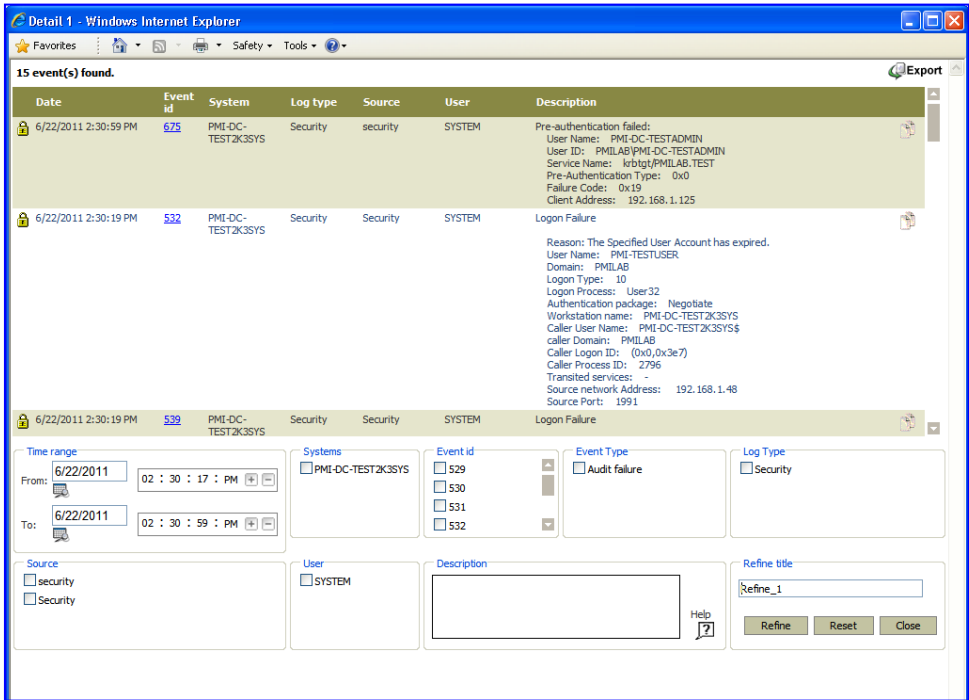 Detail 1 - Windows Internet Explorer
Favorites Safety Tools
15 event(s) found.
Export
Date Event id System Log type Source User Description
6/22/2011 2:30:59 PM 675 PMI-DC-TEST2K3SYS Security security SYSTEM Pre-authentication failed:
User Name: PMI-DC-TESTADMIN
User ID: PMILAB\PMI-DC-TESTADMIN
Service Name: krbtgt/PMILAB.TEST
Pre-Authentication Type: 0x0
Failure Code: 0x19
Client Address: 192.168.1.125
6/22/2011 2:30:19 PM 532 PMI-DC-TEST2K3SYS Security Security SYSTEM Logon Failure
Reason: The Specified User Account has expired.
User Name: PMI-TESTUSER
Domain: PMILAB
Logon Type: 10
Logon Process: User32
Authentication package: Negotiate
Workstation name: PMI-DC-TEST2K3SYS
Caller User Name: PMI-DC-TEST2K3SYS$
caller Domain: PMILAB
Caller Logon ID: (0x0,0x3e7)
Caller Process ID: 2796
Transited services: -
Source network Address: 192.168.1.48
Source Port: 1991
6/22/2011 2:30:19 PM 539 PMI-DC-TEST2K3SYS Security Security SYSTEM Logon Failure
Time range
From: 6/22/2011 02 : 30 : 17 : PM + -
To: 6/22/2011 02 : 30 : 59 : PM + -
Systems
PMI-DC-TEST2K3SYS
Event id
529
530
531
532
Event Type
Audit failure
Log Type
Security
Source
security
Security
User
SYSTEM
Description
Help
?
Refine title
Refine_1
Refine Reset Close